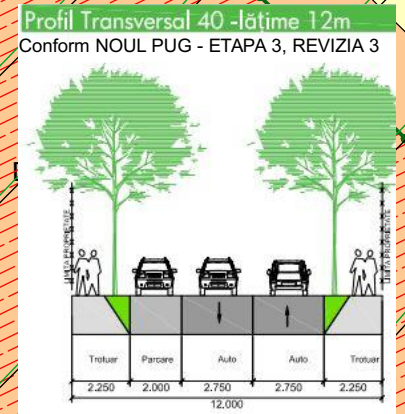 Profil Transversal 40 -lățime 12m
Conform NOUL PUG - ETAPA 3, REVIZIA 3
LIMITA PROPRIETATE
LIMITA PROPRIETATE
Trotuar Parcare Auto Auto Trotuar
2.250 2.000 2.750 2.750 2.250
12.000